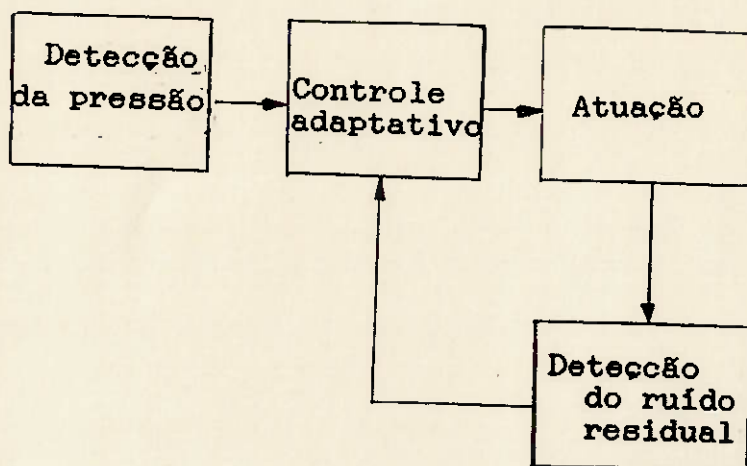 Detecção
da pressão
Controle
adaptativo
Atuação
Detecção
do ruído
residual